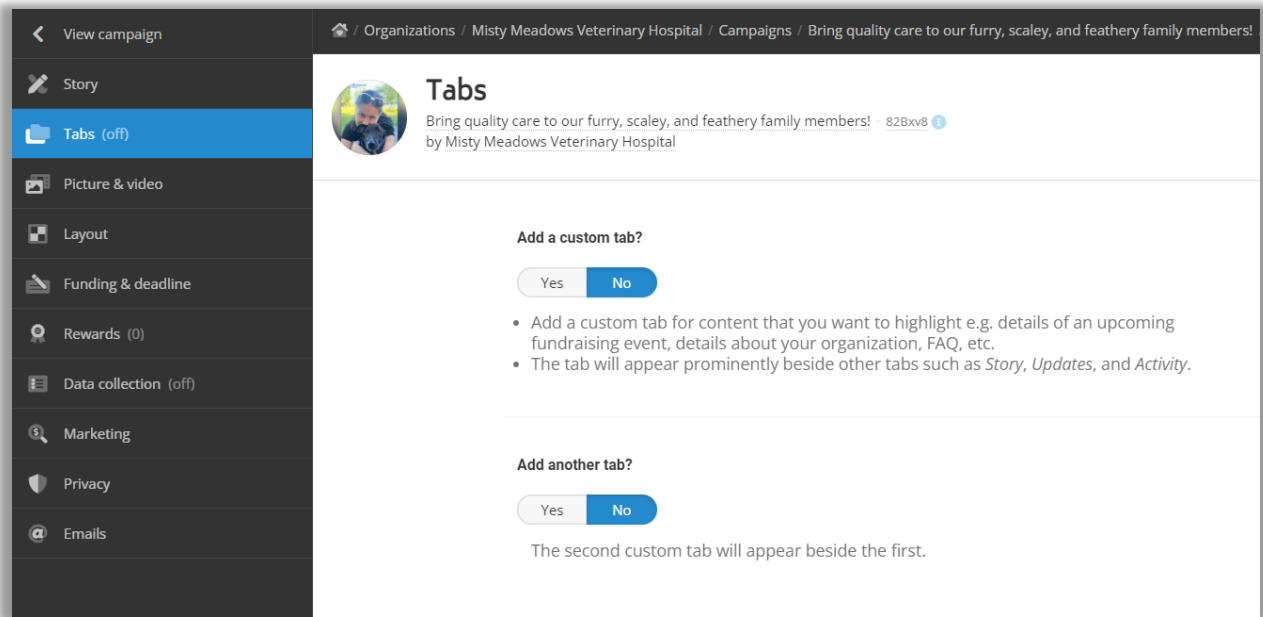 View campaign
Story
Tabs (off)
Picture & video
Layout
Funding & deadline
Rewards (0)
Data collection (off)
Marketing
Privacy
Emails
/ Organizations / Misty Meadows Veterinary Hospital / Campaigns / Bring quality care to our furry, scaley, and feathery family members! /
Tabs
Bring quality care to our furry, scaley, and feathery family members! · 82Bxv8
by Misty Meadows Veterinary Hospital
Add a custom tab?
Yes No
• Add a custom tab for content that you want to highlight e.g. details of an upcoming
fundraising event, details about your organization, FAQ, etc.
• The tab will appear prominently beside other tabs such as Story, Updates, and Activity.
Add another tab?
Yes No
The second custom tab will appear beside the first.